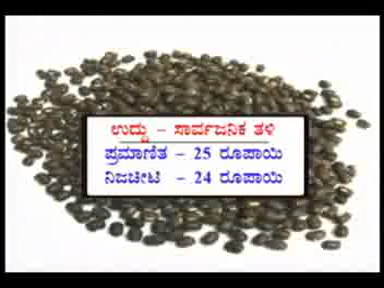 ಉದ್ದು – ಸಾರ್ವಜನಿಕ ತಳಿ
ಪ್ರಮಾಣಿತ – 25 ರೂಪಾಯಿ
ನಿಜಚೀಟಿ – 24 ರೂಪಾಯಿ